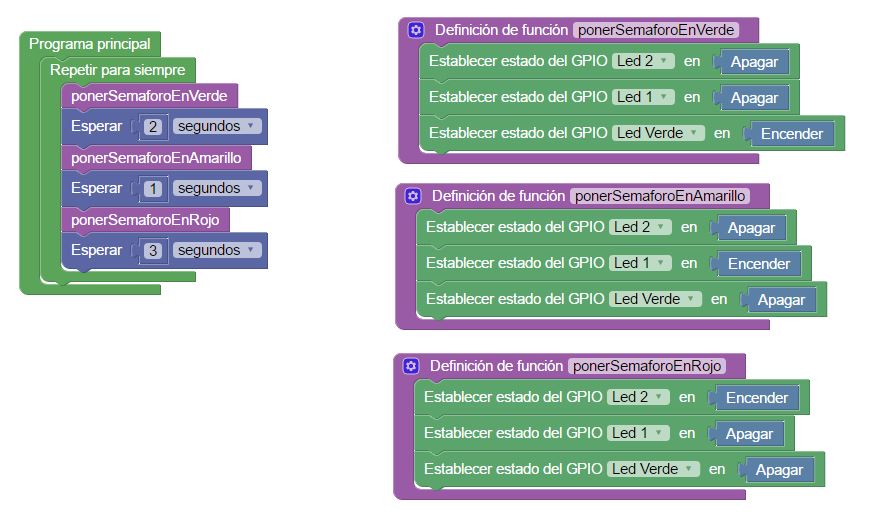 Programa principal
Repetir para siempre
ponerSemaforoEnVerde
Esperar 2 segundos
ponerSemaforoEnAmarillo
Esperar 1 segundos
ponerSemaforoEnRojo
Esperar 3 segundos
Definición de función ponerSemaforoEnVerde
Establecer estado del GPIO Led 2 en Apagar
Establecer estado del GPIO Led 1 en Apagar
Establecer estado del GPIO Led Verde en Encender
Definición de función ponerSemaforoEnAmarillo
Establecer estado del GPIO Led 2 en Apagar
Establecer estado del GPIO Led 1 en Encender
Establecer estado del GPIO Led Verde en Apagar
Definición de función ponerSemaforoEnRojo
Establecer estado del GPIO Led 2 en Encender
Establecer estado del GPIO Led 1 en Apagar
Establecer estado del GPIO Led Verde en Apagar